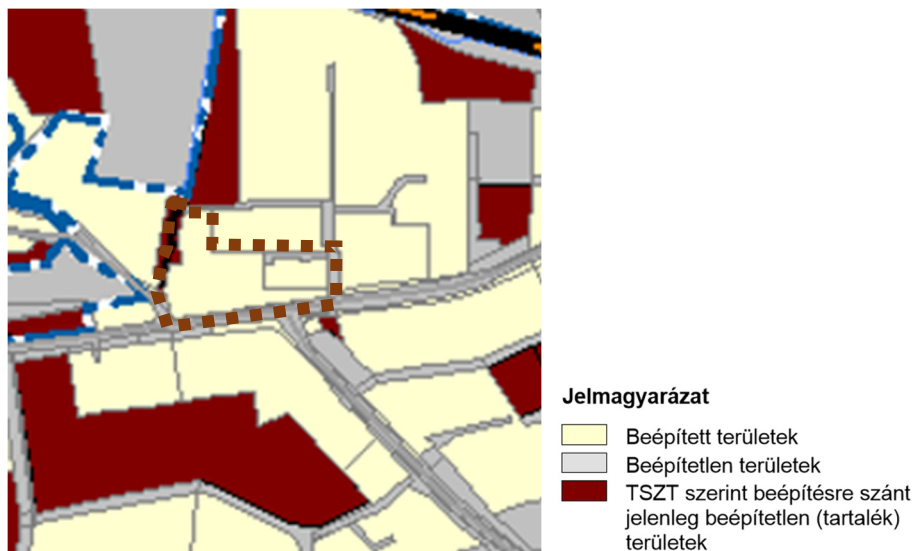 Jelmagyarázat
Beépített területek
Beépítetlen területek
TSZT szerint beépítésre szánt
jelenleg beépítetlen (tartalék)
területek